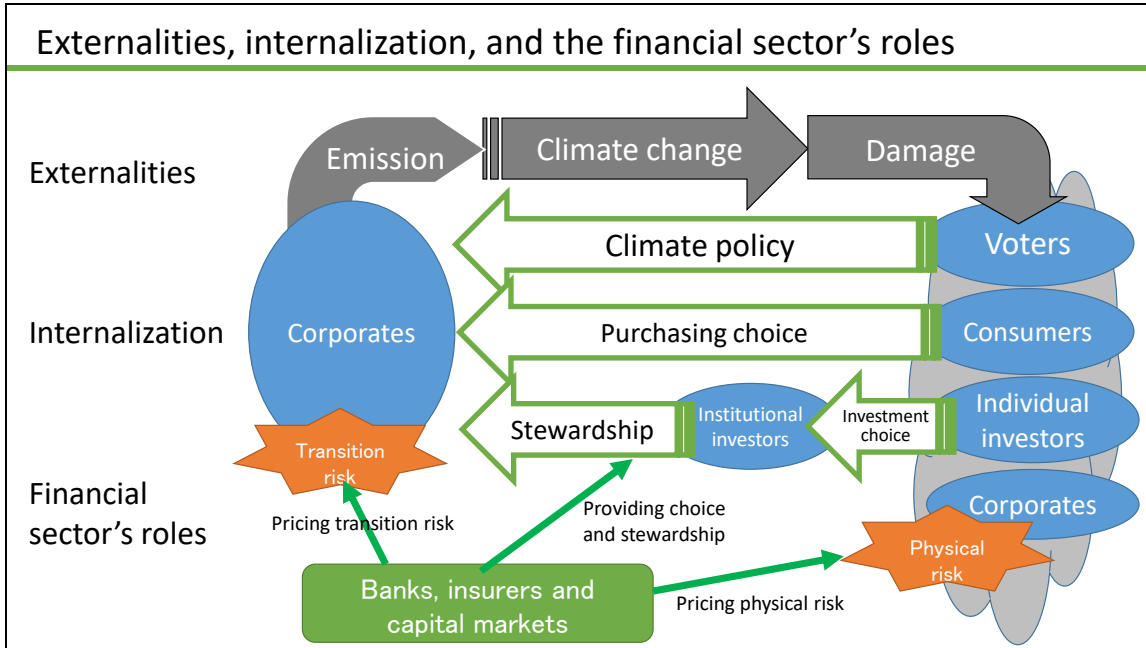 Externalities, internalization, and the financial sector's roles
Externalities
Emission
Climate change
Damage
Climate policy
Voters
Internalization
Corporates
Purchasing choice
Consumers
Stewardship
Institutional
investors
Investment
choice
Individual
investors
Transition
risk
Financial
sector's roles
Pricing transition risk
Providing choice
and stewardship
Corporates
Physical
risk
Banks, insurers and
capital markets
Pricing physical risk